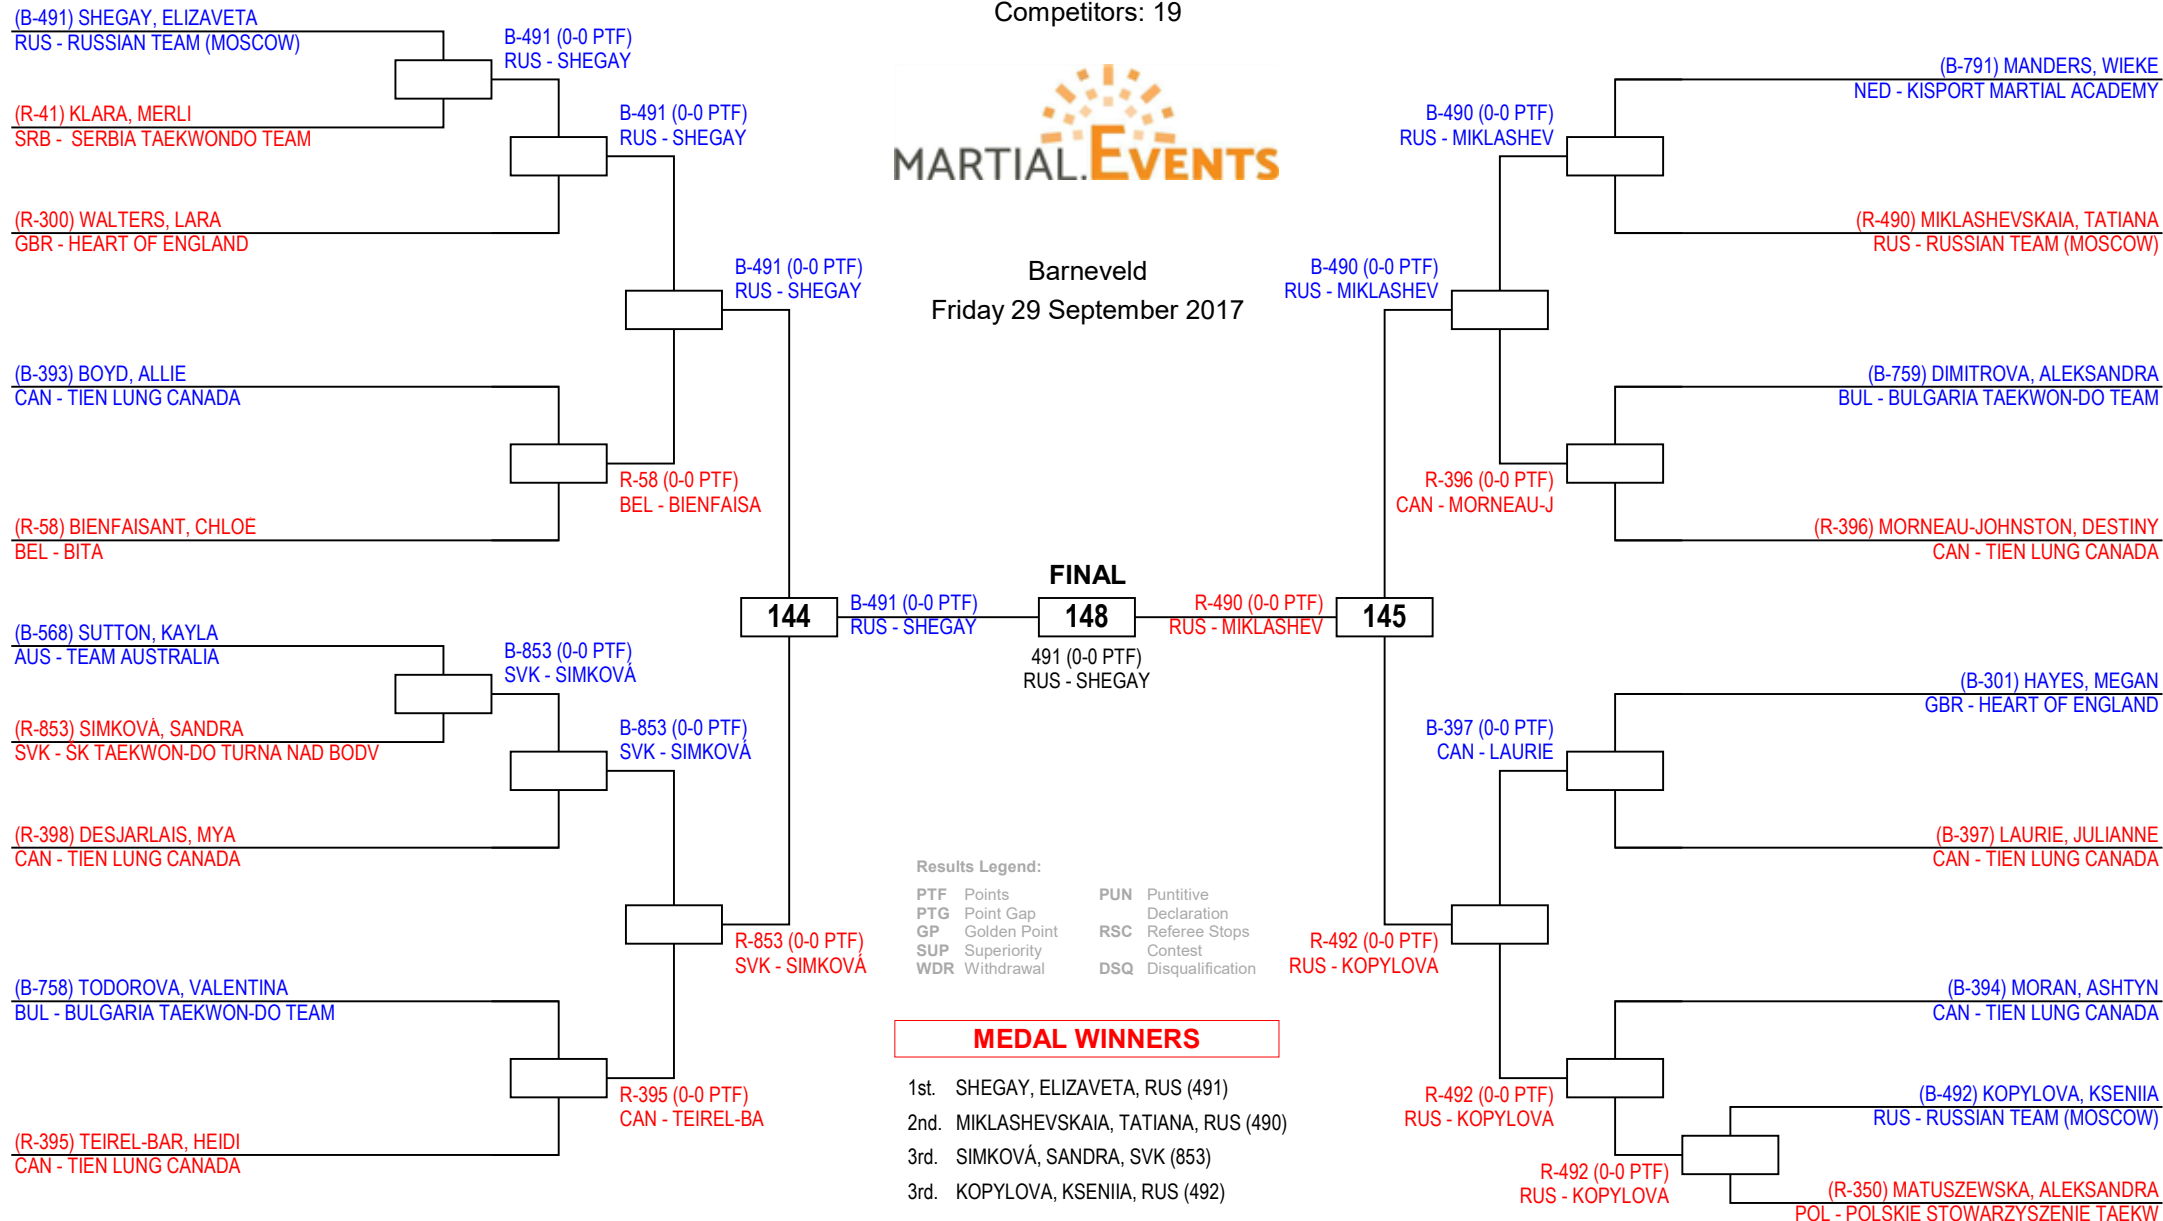 Competitors: 19
MARTIAL.EVENTS
Barneveld
Friday 29 September 2017
(B-491) SHEGAY, ELIZAVETA
RUS - RUSSIAN TEAM (MOSCOW)
(R-41) KLARA, MERLI
SRB - SERBIA TAEKWONDO TEAM
(R-300) WALTERS, LARA
GBR - HEART OF ENGLAND
(B-393) BOYD, ALLIE
CAN - TIEN LUNG CANADA
(R-58) BIENFAISANT, CHLOÉ
BEL - BITA
(B-568) SUTTON, KAYLA
AUS - TEAM AUSTRALIA
(R-853) SIMKOVÁ, SANDRA
SVK - ŠK TAEKWON-DO TURŇA NAD BODV
(R-398) DESJARLAIS, MYA
CAN - TIEN LUNG CANADA
(B-758) TODOROVA, VALENTINA
BUL - BULGARIA TAEKWON-DO TEAM
(R-395) TEIREL-BAR, HEIDI
CAN - TIEN LUNG CANADA
B-491 (0-0 PTF)
RUS - SHEGAY
B-853 (0-0 PTF)
SVK - SIMKOVÁ
B-491 (0-0 PTF)
RUS - SHEGAY
R-58 (0-0 PTF)
BEL - BIENFAISA
B-853 (0-0 PTF)
SVK - SIMKOVÁ
R-395 (0-0 PTF)
CAN - TEIREL-BA
B-491 (0-0 PTF)
RUS - SHEGAY
R-853 (0-0 PTF)
SVK - SIMKOVÁ
144
B-491 (0-0 PTF)
RUS - SHEGAY
FINAL
148
491 (0-0 PTF)
RUS - SHEGAY
R-490 (0-0 PTF)
RUS - MIKLASHEV
145
B-490 (0-0 PTF)
RUS - MIKLASHEV
R-492 (0-0 PTF)
RUS - KOPYLOVA
B-490 (0-0 PTF)
RUS - MIKLASHEV
R-396 (0-0 PTF)
CAN - MORNEAU-J
B-397 (0-0 PTF)
CAN - LAURIE
R-492 (0-0 PTF)
RUS - KOPYLOVA
R-492 (0-0 PTF)
RUS - KOPYLOVA
(B-791) MANDERS, WIEKE
NED - KISPORT MARTIAL ACADEMY
(R-490) MIKLASHEVSKAIA, TATIANA
RUS - RUSSIAN TEAM (MOSCOW)
(B-759) DIMITROVA, ALEKSANDRA
BUL - BULGARIA TAEKWON-DO TEAM
(R-396) MORNEAU-JOHNSTON, DESTINY
CAN - TIEN LUNG CANADA
(B-301) HAYES, MEGAN
GBR - HEART OF ENGLAND
(B-397) LAURIE, JULIANNE
CAN - TIEN LUNG CANADA
(B-394) MORAN, ASHTYN
CAN - TIEN LUNG CANADA
(B-492) KOPYLOVA, KSENIIA
RUS - RUSSIAN TEAM (MOSCOW)
(R-350) MATUSZEWSKA, ALEKSANDRA
POL - POLSKIE STOWARZYSZENIE TAEKW
Results Legend:
PTF Points
PTG Point Gap
GP Golden Point
SUP Superiority
WDR Withdrawal
PUN Puntitive
Declaration
RSC Referee Stops
Contest
DSQ Disqualification
MEDAL WINNERS
1st. SHEGAY, ELIZAVETA, RUS (491)
2nd. MIKLASHEVSKAIA, TATIANA, RUS (490)
3rd. SIMKOVÁ, SANDRA, SVK (853)
3rd. KOPYLOVA, KSENIIA, RUS (492)